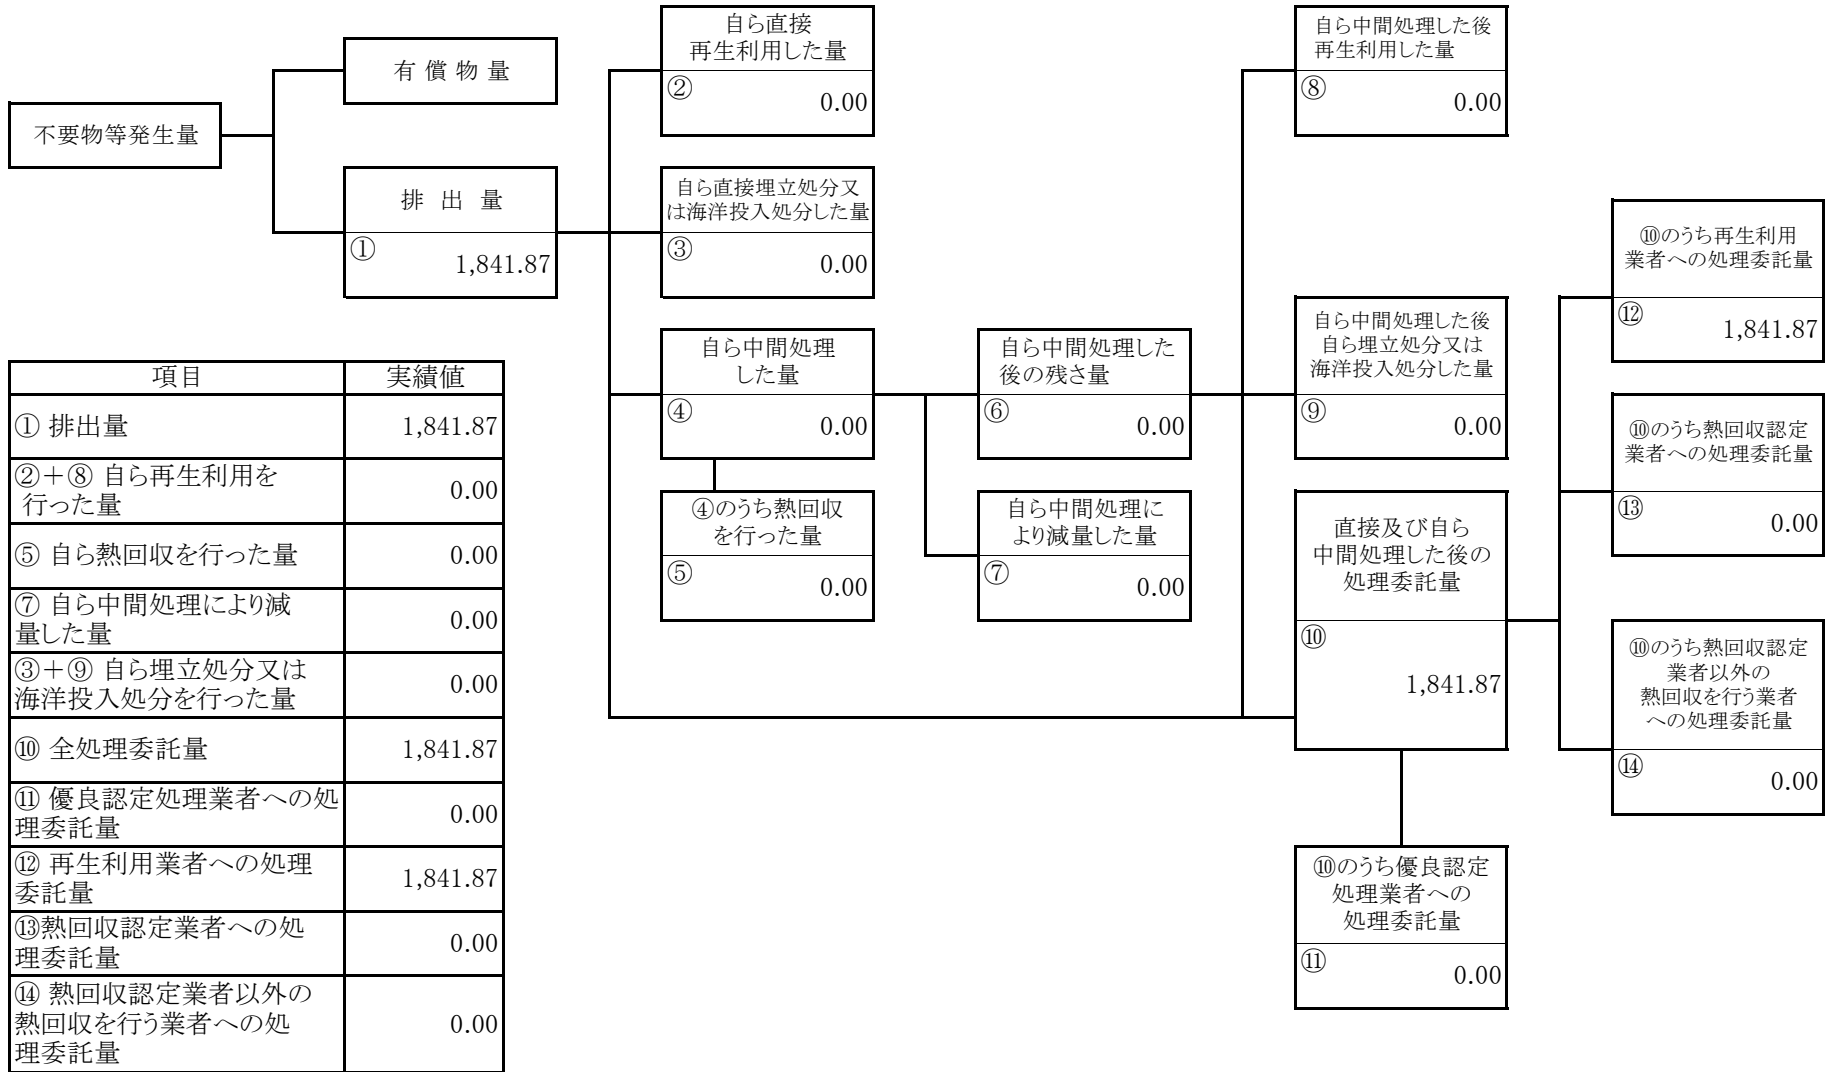 不要物等発生量
有 償 物 量
排 出 量
①
1,841.87
自ら直接
再生利用した量
②
0.00
自ら直接埋立処分又
は海洋投入処分した量
③
0.00
自ら中間処理
した量
④
0.00
④のうち熱回収
を行った量
⑤
0.00
自ら中間処理した
後の残さ量
⑥
0.00
自ら中間処理に
より減量した量
⑦
0.00
自ら中間処理した後
再生利用した量
⑧
0.00
自ら中間処理した後
自ら埋立処分又は
海洋投入処分した量
⑨
0.00
直接及び自ら
中間処理した後の
処理委託量
⑩
1,841.87
⑩のうち優良認定
処理業者への
処理委託量
⑪
0.00
⑩のうち再生利用
業者への処理委託量
⑫
1,841.87
⑩のうち熱回収認定
業者への処理委託量
⑬
0.00
⑩のうち熱回収認定
業者以外の
熱回収を行う業者
への処理委託量
⑭
0.00
項目 実績値
① 排出量 1,841.87
②+⑧ 自ら再生利用を
行った量 0.00
⑤ 自ら熱回収を行った量 0.00
⑦ 自ら中間処理により減
量した量 0.00
③+⑨ 自ら埋立処分又は
海洋投入処分を行った量 0.00
⑩ 全処理委託量 1,841.87
⑪ 優良認定処理業者への処
理委託量 0.00
⑫ 再生利用業者への処理
委託量 1,841.87
⑬熱回収認定業者への処
理委託量 0.00
⑭ 熱回収認定業者以外の
熱回収を行う業者への処
理委託量 0.00